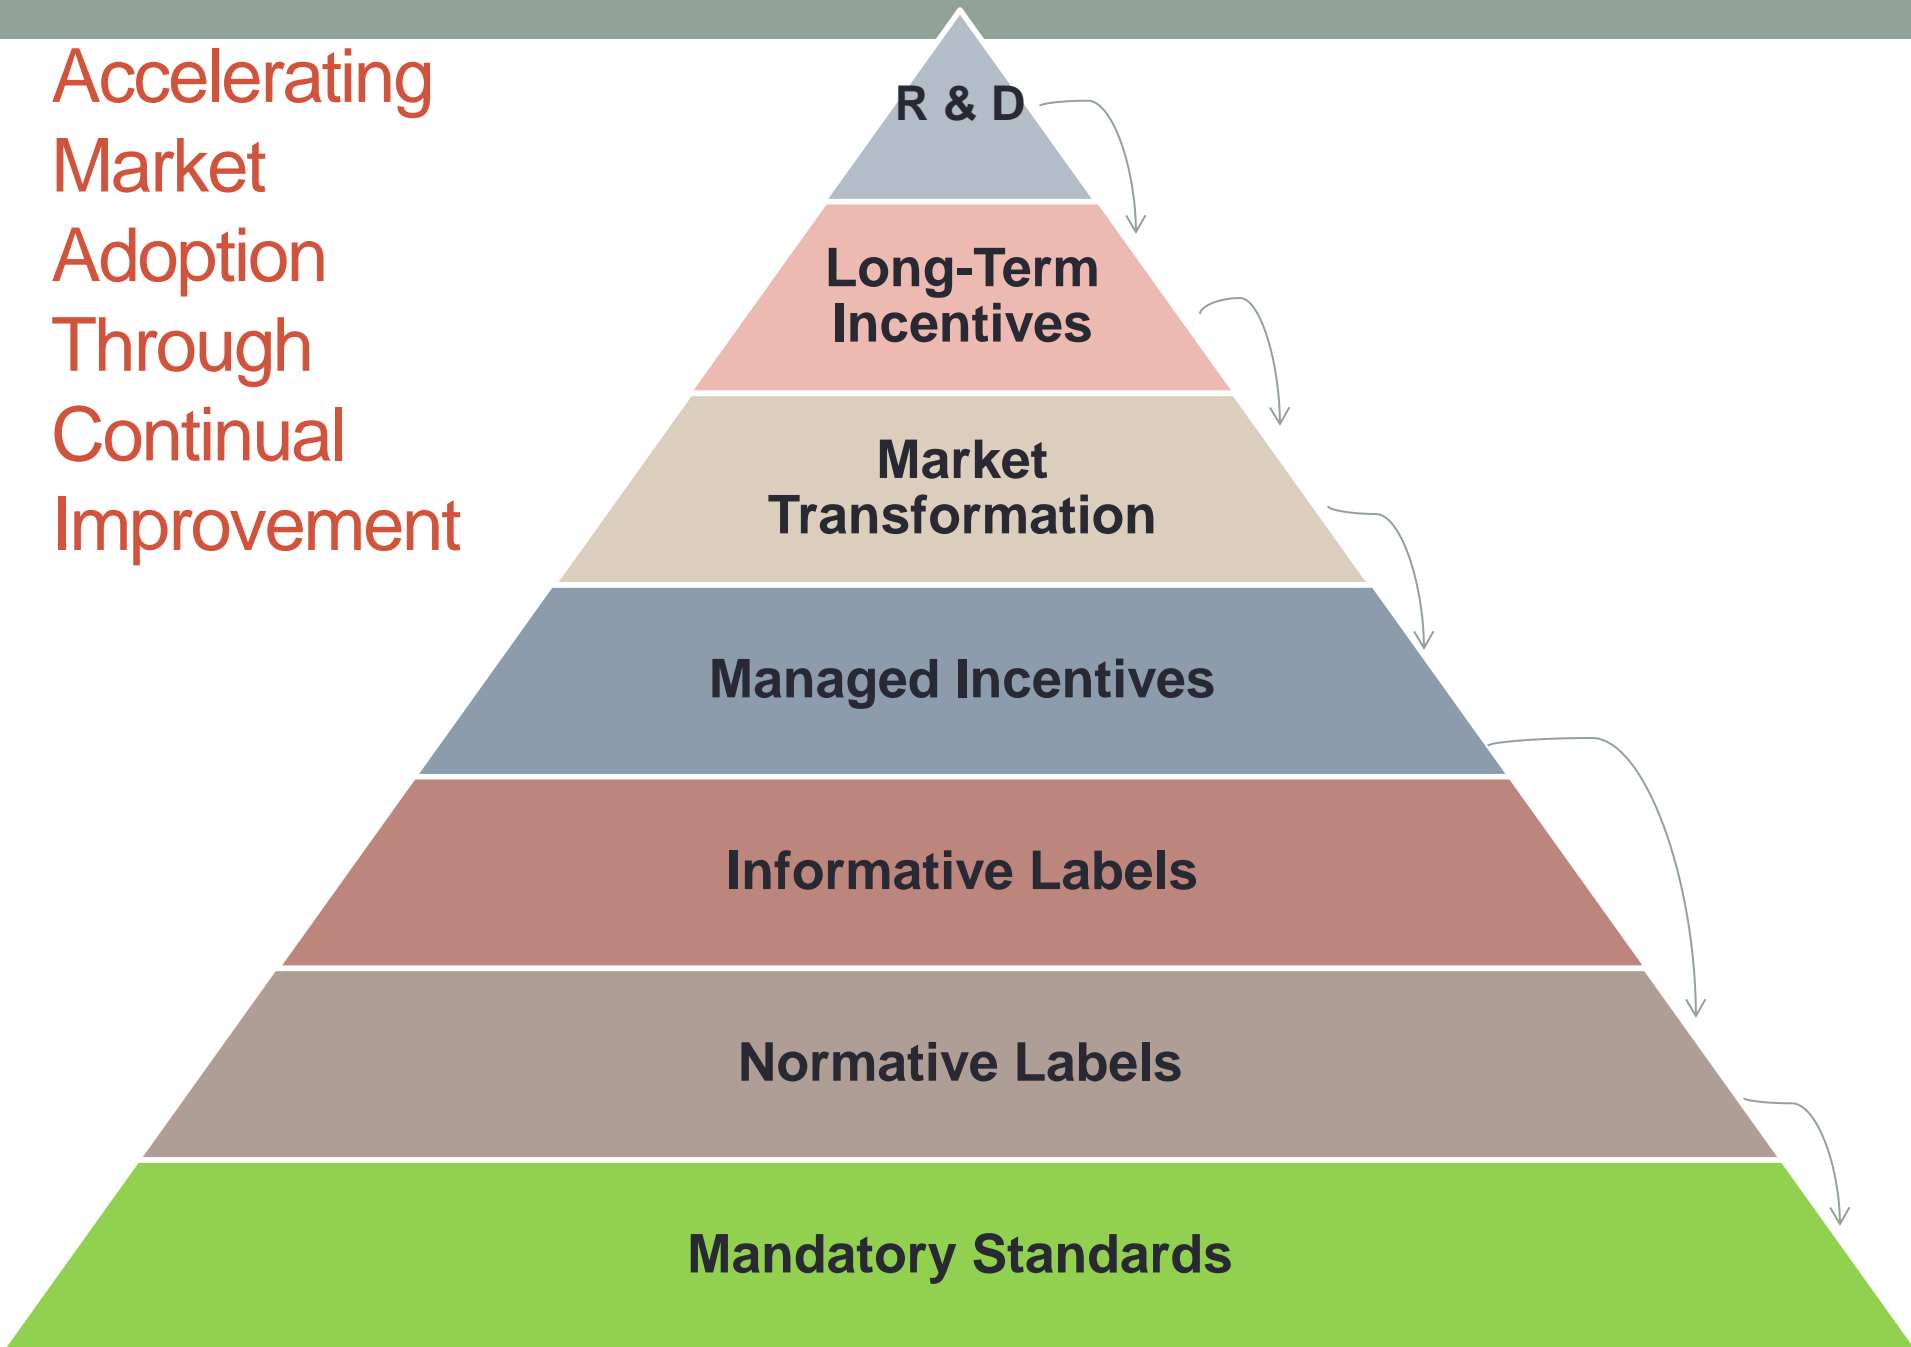 Accelerating
Market
Adoption
Through
Continual
Improvement
R & D
Long-Term
Incentives
Market
Transformation
Managed Incentives
Informative Labels
Normative Labels
Mandatory Standards